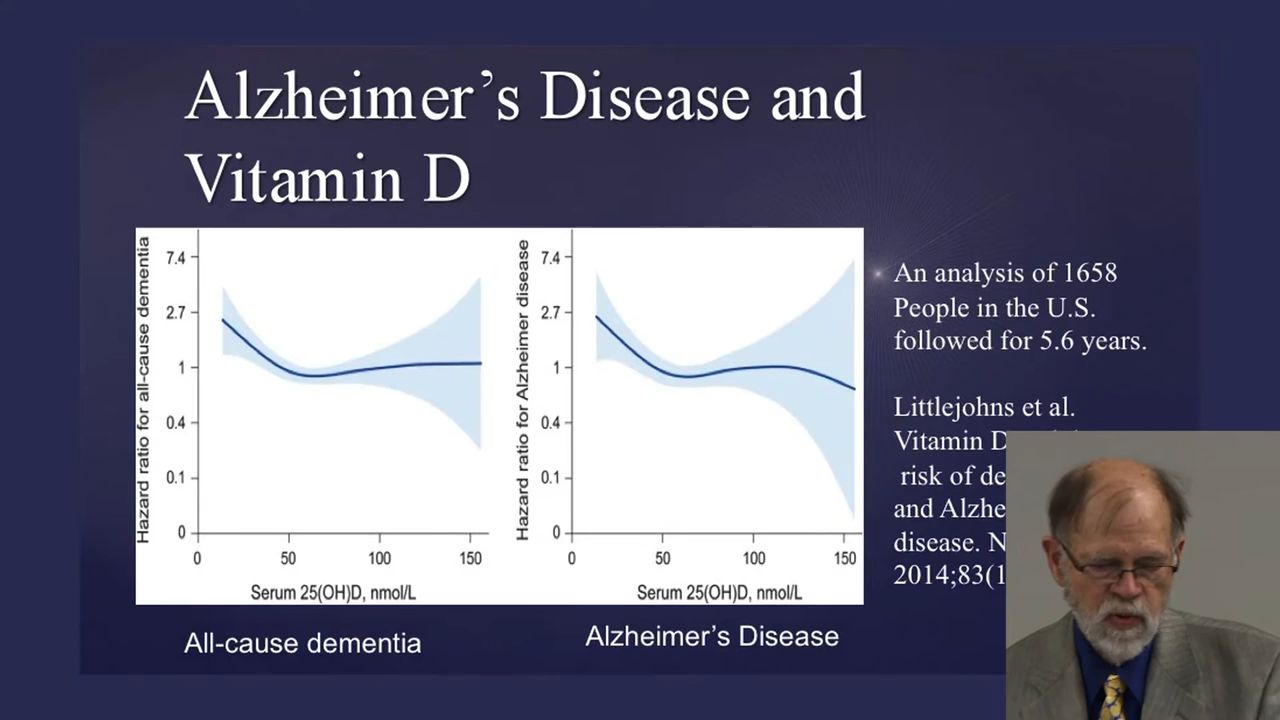 Alzheimer’s Disease and
Vitamin D
Hazard ratio for all-cause dementia
7.4
2.7
1
0.4
0.1
0
0
50
100
150
Serum 25(OH)D, nmol/L
All-cause dementia
Hazard ratio for Alzheimer disease
7.4
2.7
1
0.4
0.1
0
0
50
100
150
Serum 25(OH)D, nmol/L
Alzheimer’s Disease
An analysis of 1658
People in the U.S.
followed for 5.6 years.
Littlejohns et al.
Vitamin D
risk of de
and Alzhe
disease. N
2014;83(1